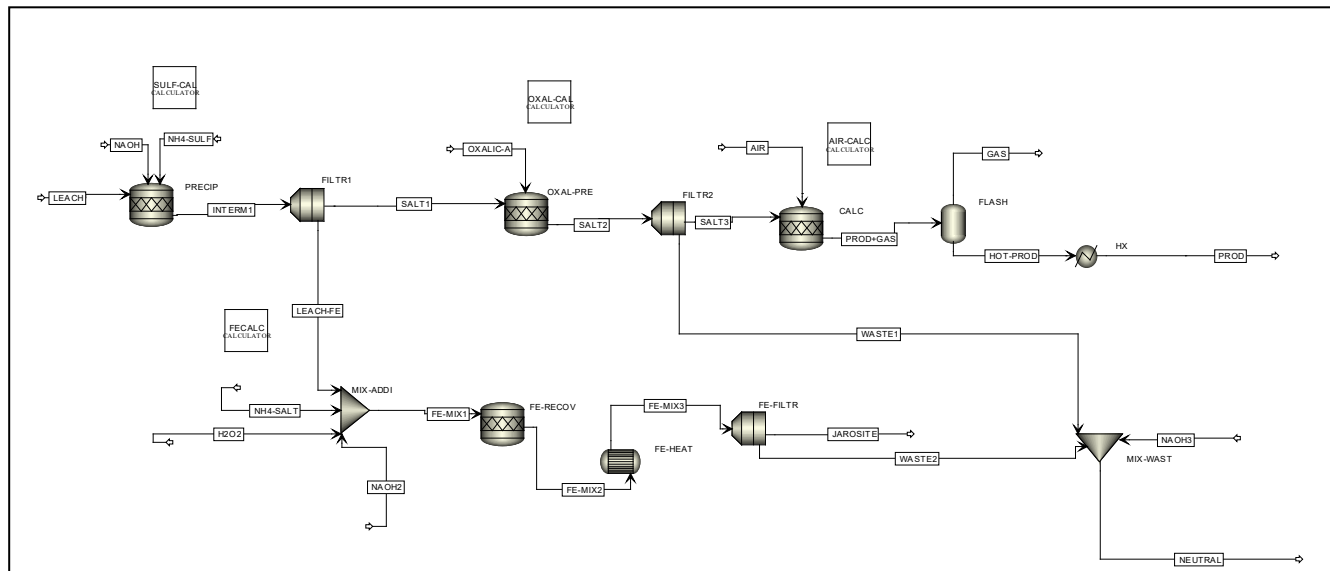 SULF-CAL
CALCULATOR
OXAL-CAL
CALCULATOR
AIR-CALC
CALCULATOR
NAOH
NH4-SULF
OXALIC-A
AIR
GAS
LEACH
PRECIP
INTERM1
FILTR1
SALT1
OXAL-PRE
SALT2
FILTR2
SALT3
CALC
PROD+GAS
FLASH
HOT-PROD
HX
PROD
LEACH-FE
FECALC
CALCULATOR
WASTE1
MIX-ADDI
NH4-SALT
H2O2
NAOH2
FE-MIX1
FE-RECOV
FE-MIX2
FE-MIX3
FE-HEAT
FE-FILTR
JAROSITE
WASTE2
NAOH3
MIX-WAST
NEUTRAL